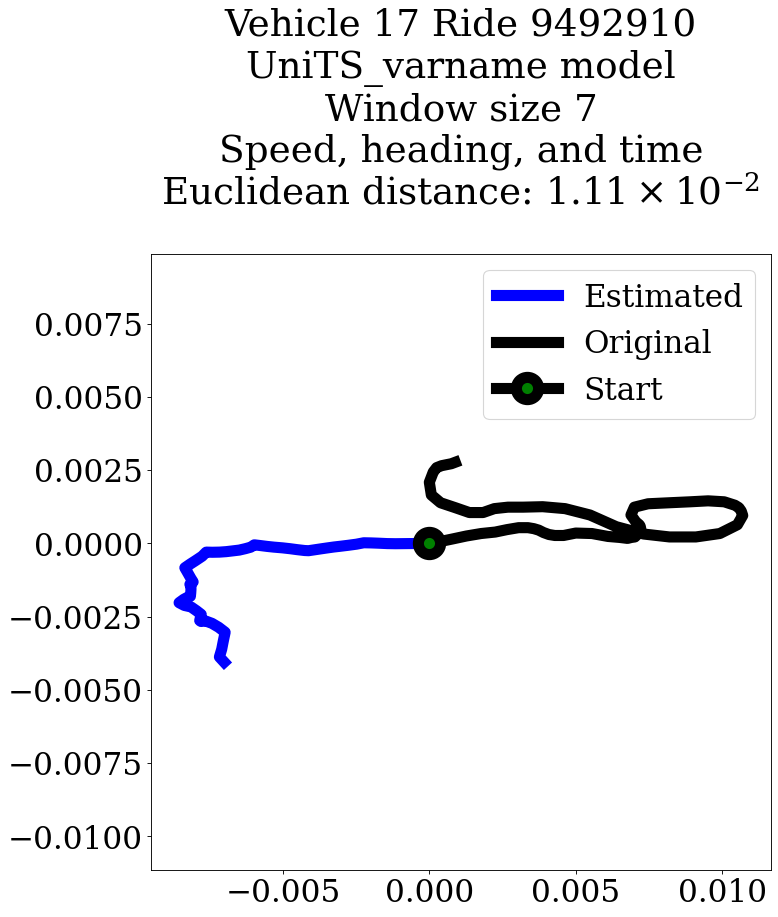 Vehicle 17 Ride 9492910
UniTS_varname model
Window size 7
Speed, heading, and time
Euclidean distance: 1.11 × 10⁻²
Estimated
Original
Start
0.0075
0.0050
0.0025
0.0000
−0.0025
−0.0050
−0.0075
−0.0100
−0.005 0.000 0.005 0.010